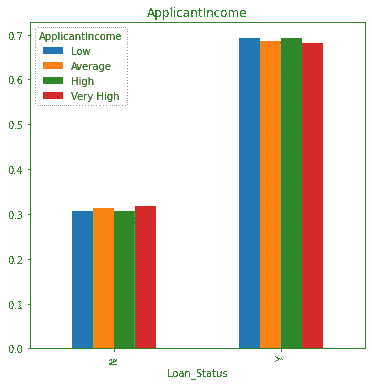 ApplicantIncome
ApplicantIncome
Low
Average
High
Very High
0.7
0.6
0.5
0.4
0.3
0.2
0.1
0.0
N
Y
Loan_Status